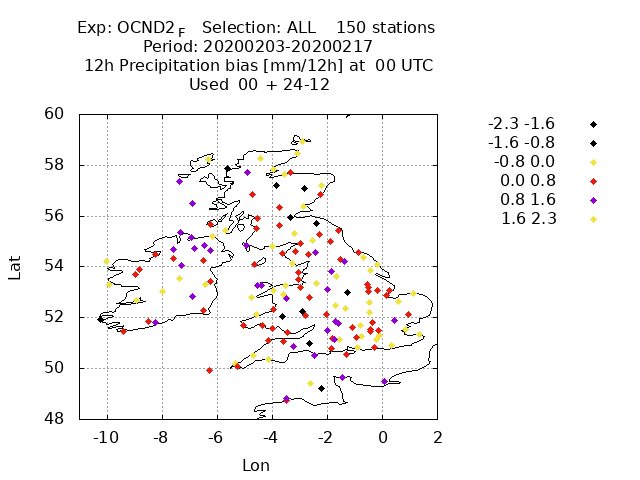 Exp: OCND2 F   Selection: ALL    150 stations
Period: 20200203-20200217
12h Precipitation bias [mm/12h] at  00 UTC
Used  00 + 24-12
-2.3 -1.6
-1.6 -0.8
-0.8 0.0
0.0 0.8
0.8 1.6
1.6 2.3
60
58
56
54
52
50
48
Lat
-10 -8 -6 -4 -2 0 2
Lon